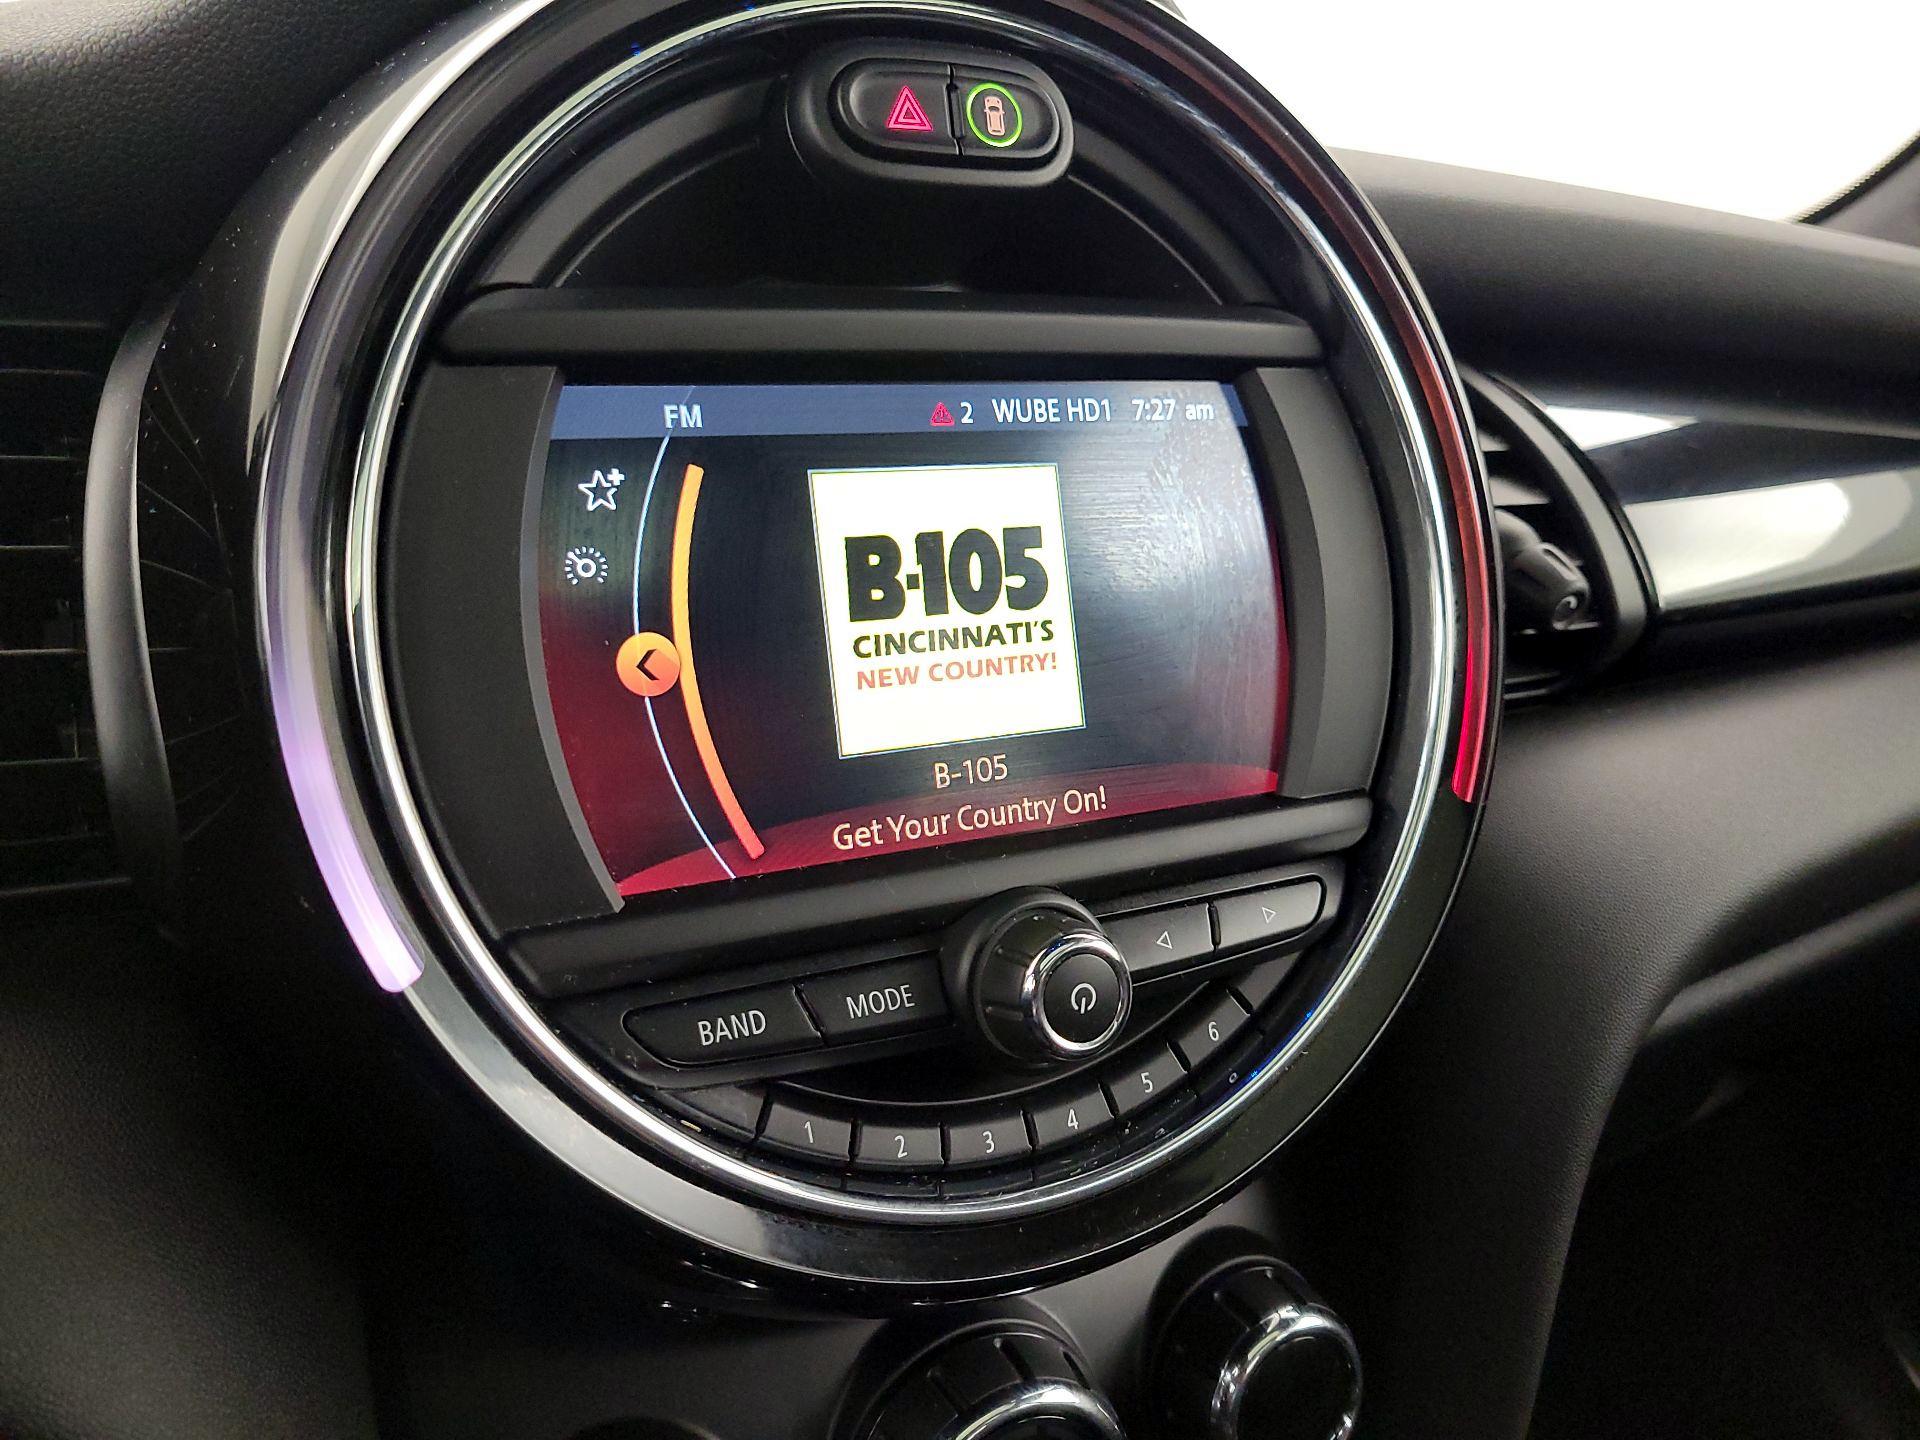 FM 2 WUBE HD1 7:27 am
B-105
CINCINNATI'S
NEW COUNTRY!
B-105
Get Your Country On!
BAND MODE
1 2 3 4 5 6